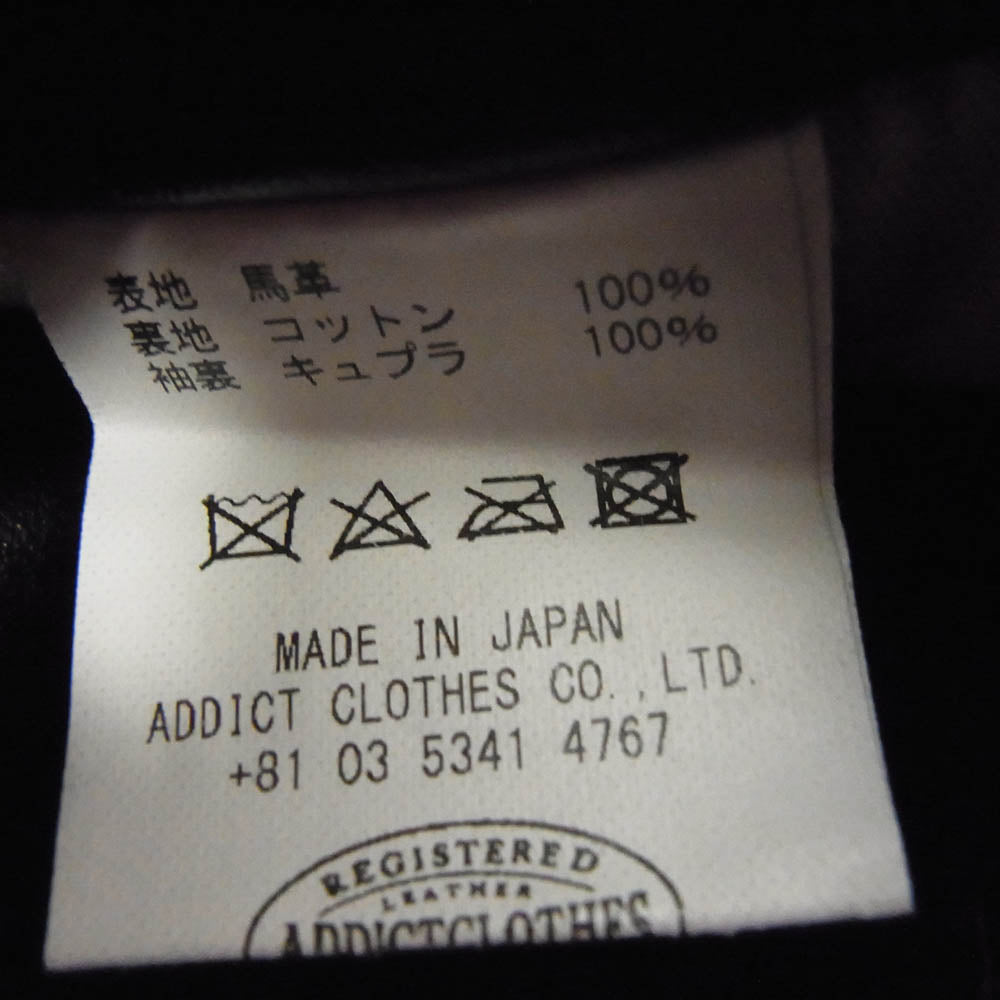 表地 馬革 100%
裏地 コットン 100%
袖裏 キュプラ
MADE IN JAPAN
ADDICT CLOTHES CO.,LTD.
+81 03 5341 4767
REGISTERED
LEATHER
ADDICTCLOTHES